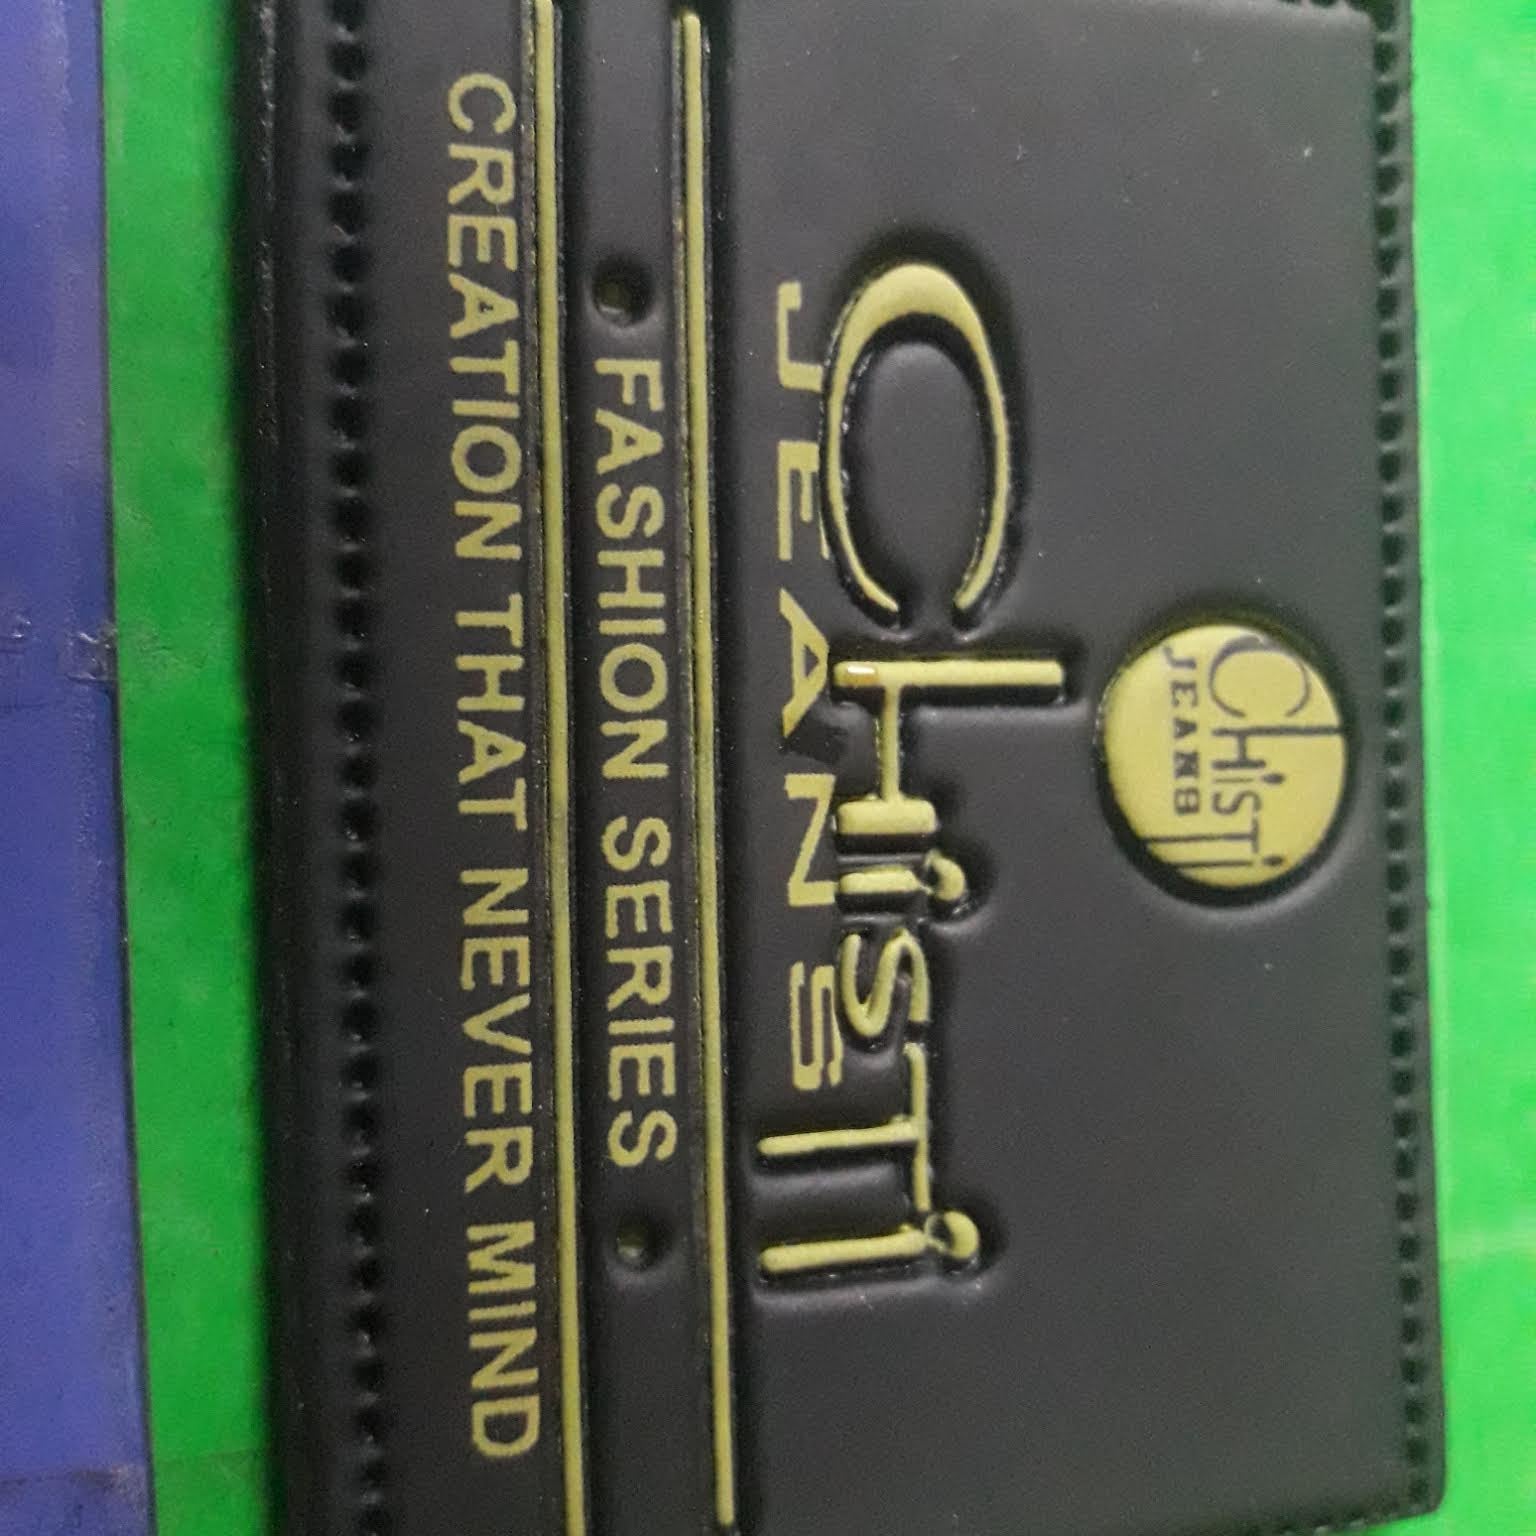 CHiSTi
JEANS
CHiSTi
JEANS
FASHION SERIES
CREATION THAT NEVER MIND